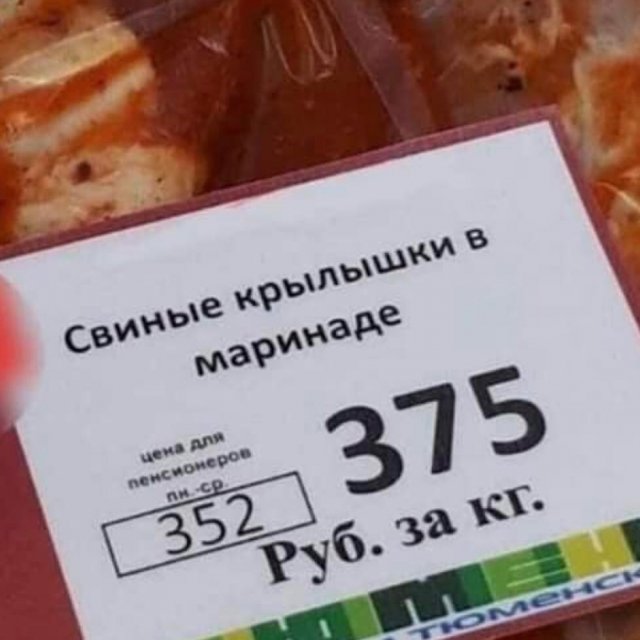 Свиные крылышки в
маринаде
цена для
пенсионеров
пн.-ср.
352
375
Руб. за кг.